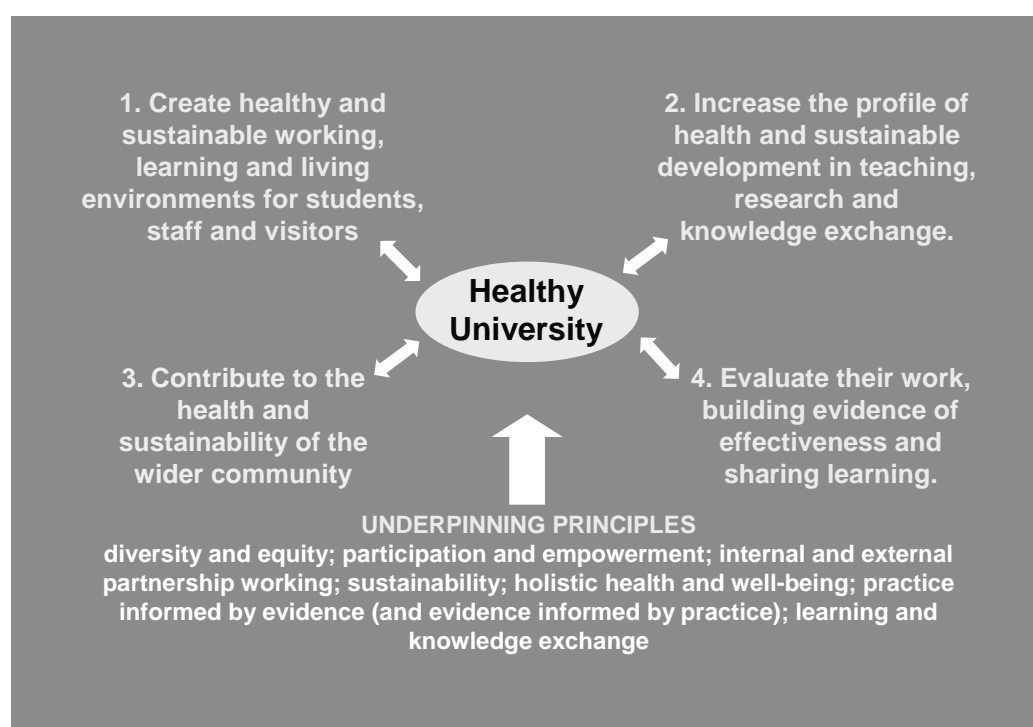 1. Create healthy and
sustainable working,
learning and living
environments for students,
staff and visitors
2. Increase the profile of
health and sustainable
development in teaching,
research and
knowledge exchange.
Healthy
University
3. Contribute to the
health and
sustainability of the
wider community
4. Evaluate their work,
building evidence of
effectiveness and
sharing learning.
UNDERPINNING PRINCIPLES
diversity and equity; participation and empowerment; internal and external
partnership working; sustainability; holistic health and well-being; practice
informed by evidence (and evidence informed by practice); learning and
knowledge exchange